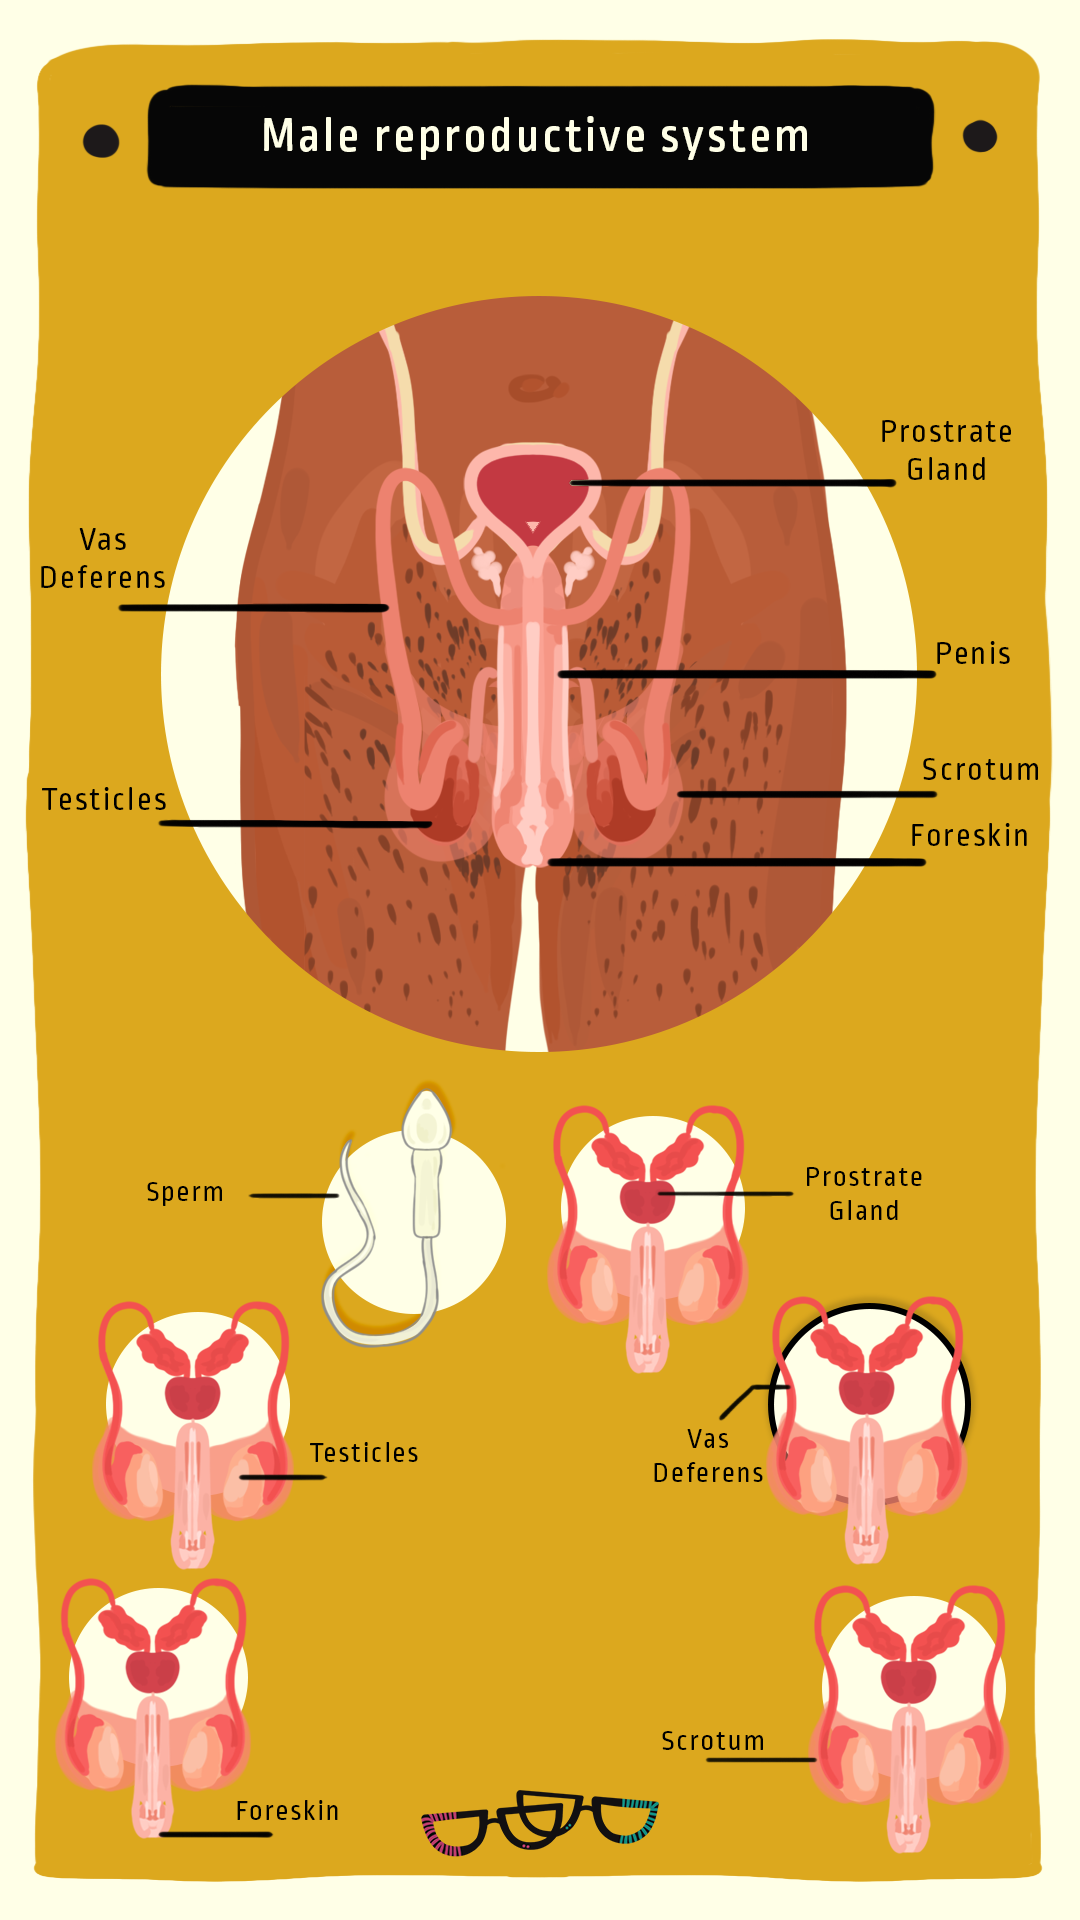 Male reproductive system
Prostrate
Gland
Vas
Deferens
Penis
Scrotum
Testicles
Foreskin
Sperm
Prostrate
Gland
Testicles
Vas
Deferens
Scrotum
Foreskin